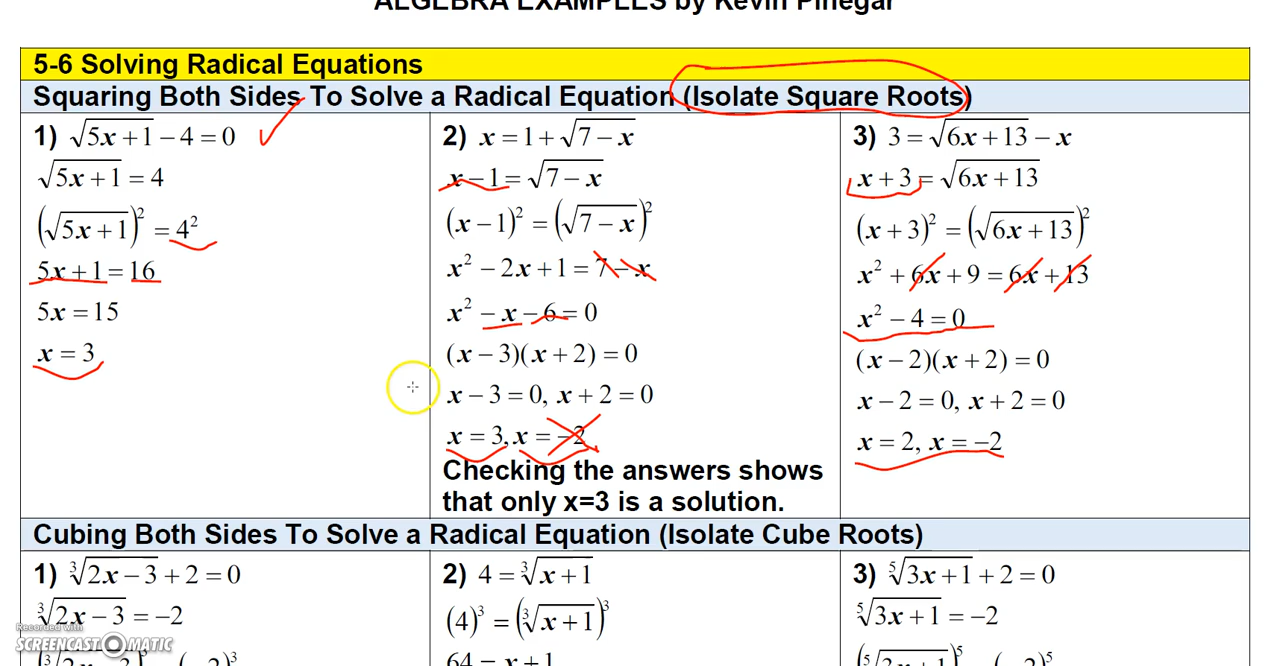 ALGEBRA EXAMPLES by Kevin Pinegar
5-6 Solving Radical Equations
Squaring Both Sides To Solve a Radical Equation (Isolate Square Roots)
1) √(5x+1) − 4 = 0
√(5x+1) = 4
(√(5x+1))² = 4²
5x + 1 = 16
5x = 15
x = 3
2) x = 1 + √(7 − x)
x − 1 = √(7 − x)
(x − 1)² = (√(7 − x))²
x² − 2x + 1 = 7 − x
x² − x − 6 = 0
(x − 3)(x + 2) = 0
x − 3 = 0, x + 2 = 0
x = 3, x = −2
Checking the answers shows
that only x=3 is a solution.
3) 3 = √(6x + 13) − x
x + 3 = √(6x + 13)
(x + 3)² = (√(6x + 13))²
x² + 6x + 9 = 6x + 13
x² − 4 = 0
(x − 2)(x + 2) = 0
x − 2 = 0, x + 2 = 0
x = 2, x = −2
Cubing Both Sides To Solve a Radical Equation (Isolate Cube Roots)
1) ∛(2x − 3) + 2 = 0
∛(2x − 3) = −2
2) 4 = ∛(x + 1)
(4)³ = (∛(x + 1))³
64 = x + 1
3) ⁵√(3x + 1) + 2 = 0
⁵√(3x + 1) = −2
Recorded with
SCREENCAST-O-MATIC